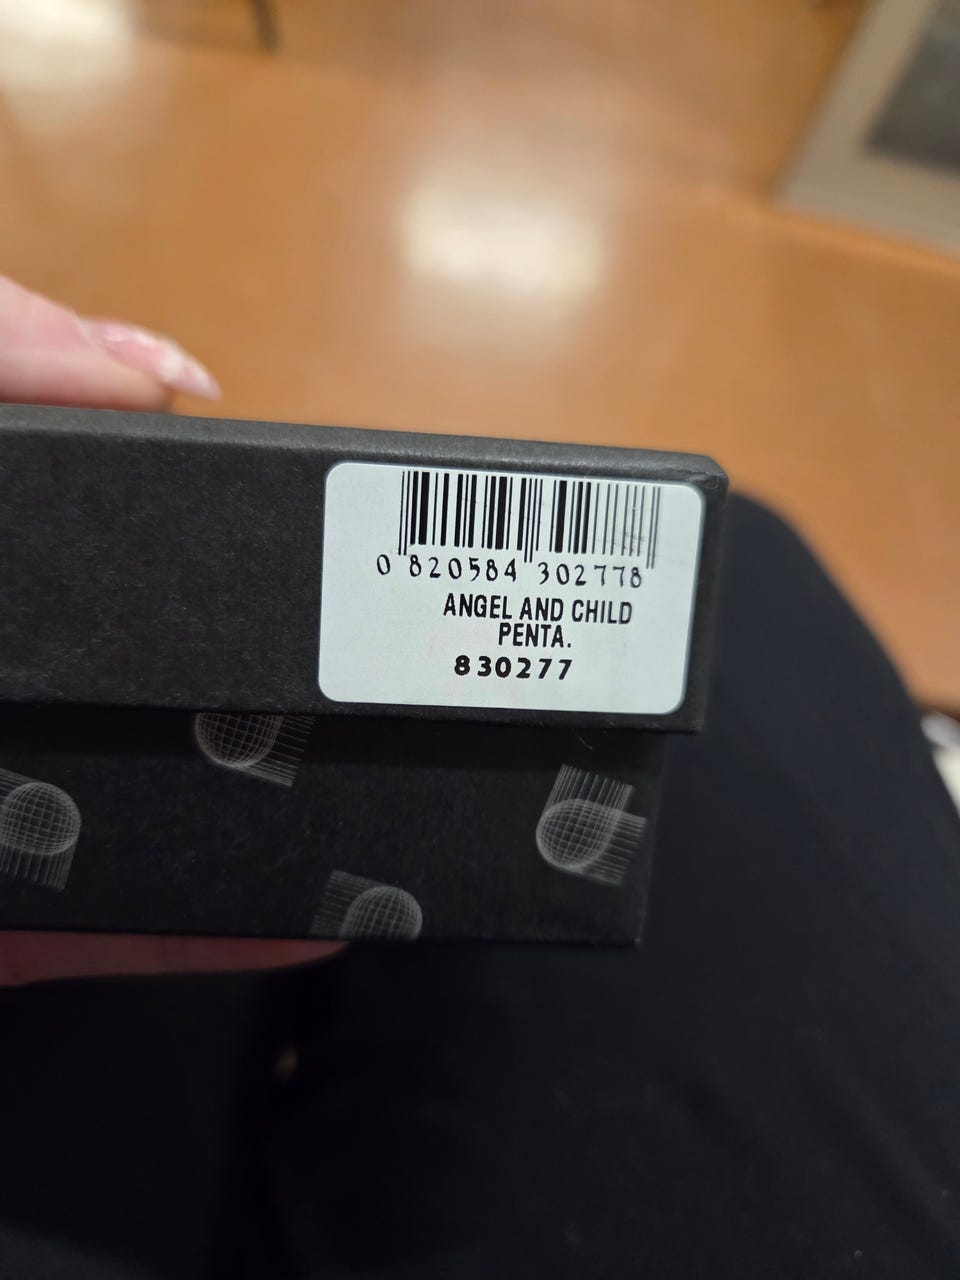 0 820584 302778
ANGEL AND CHILD
PENTA.
830277